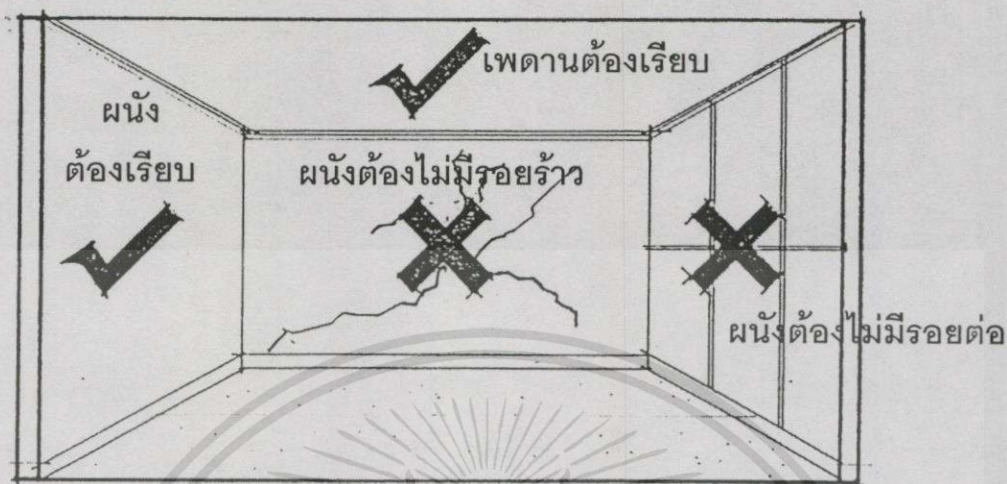 เพดานต้องเรียบ
ผนัง
ต้องเรียบ
ผนังต้องไม่มีรอยร้าว
ผนังต้องไม่มีรอยต่อ